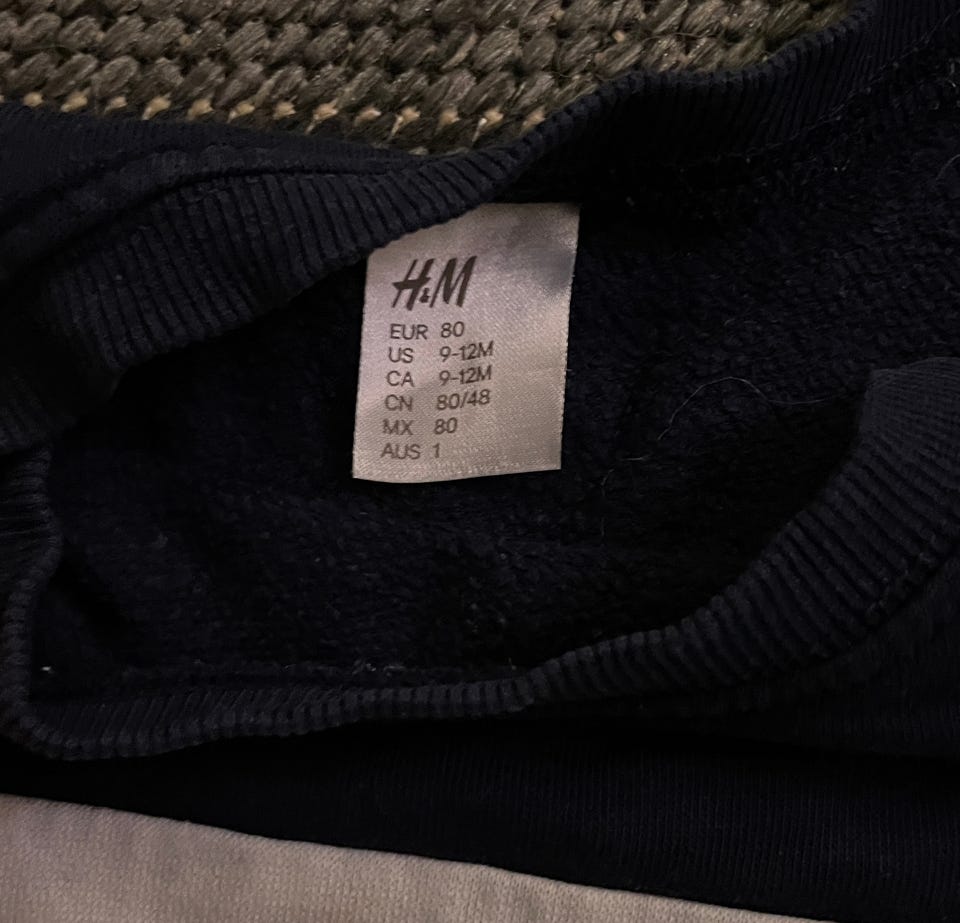 H&M
EUR 80
US 9-12M
CA 9-12M
CN 80/48
MX 80
AUS 1